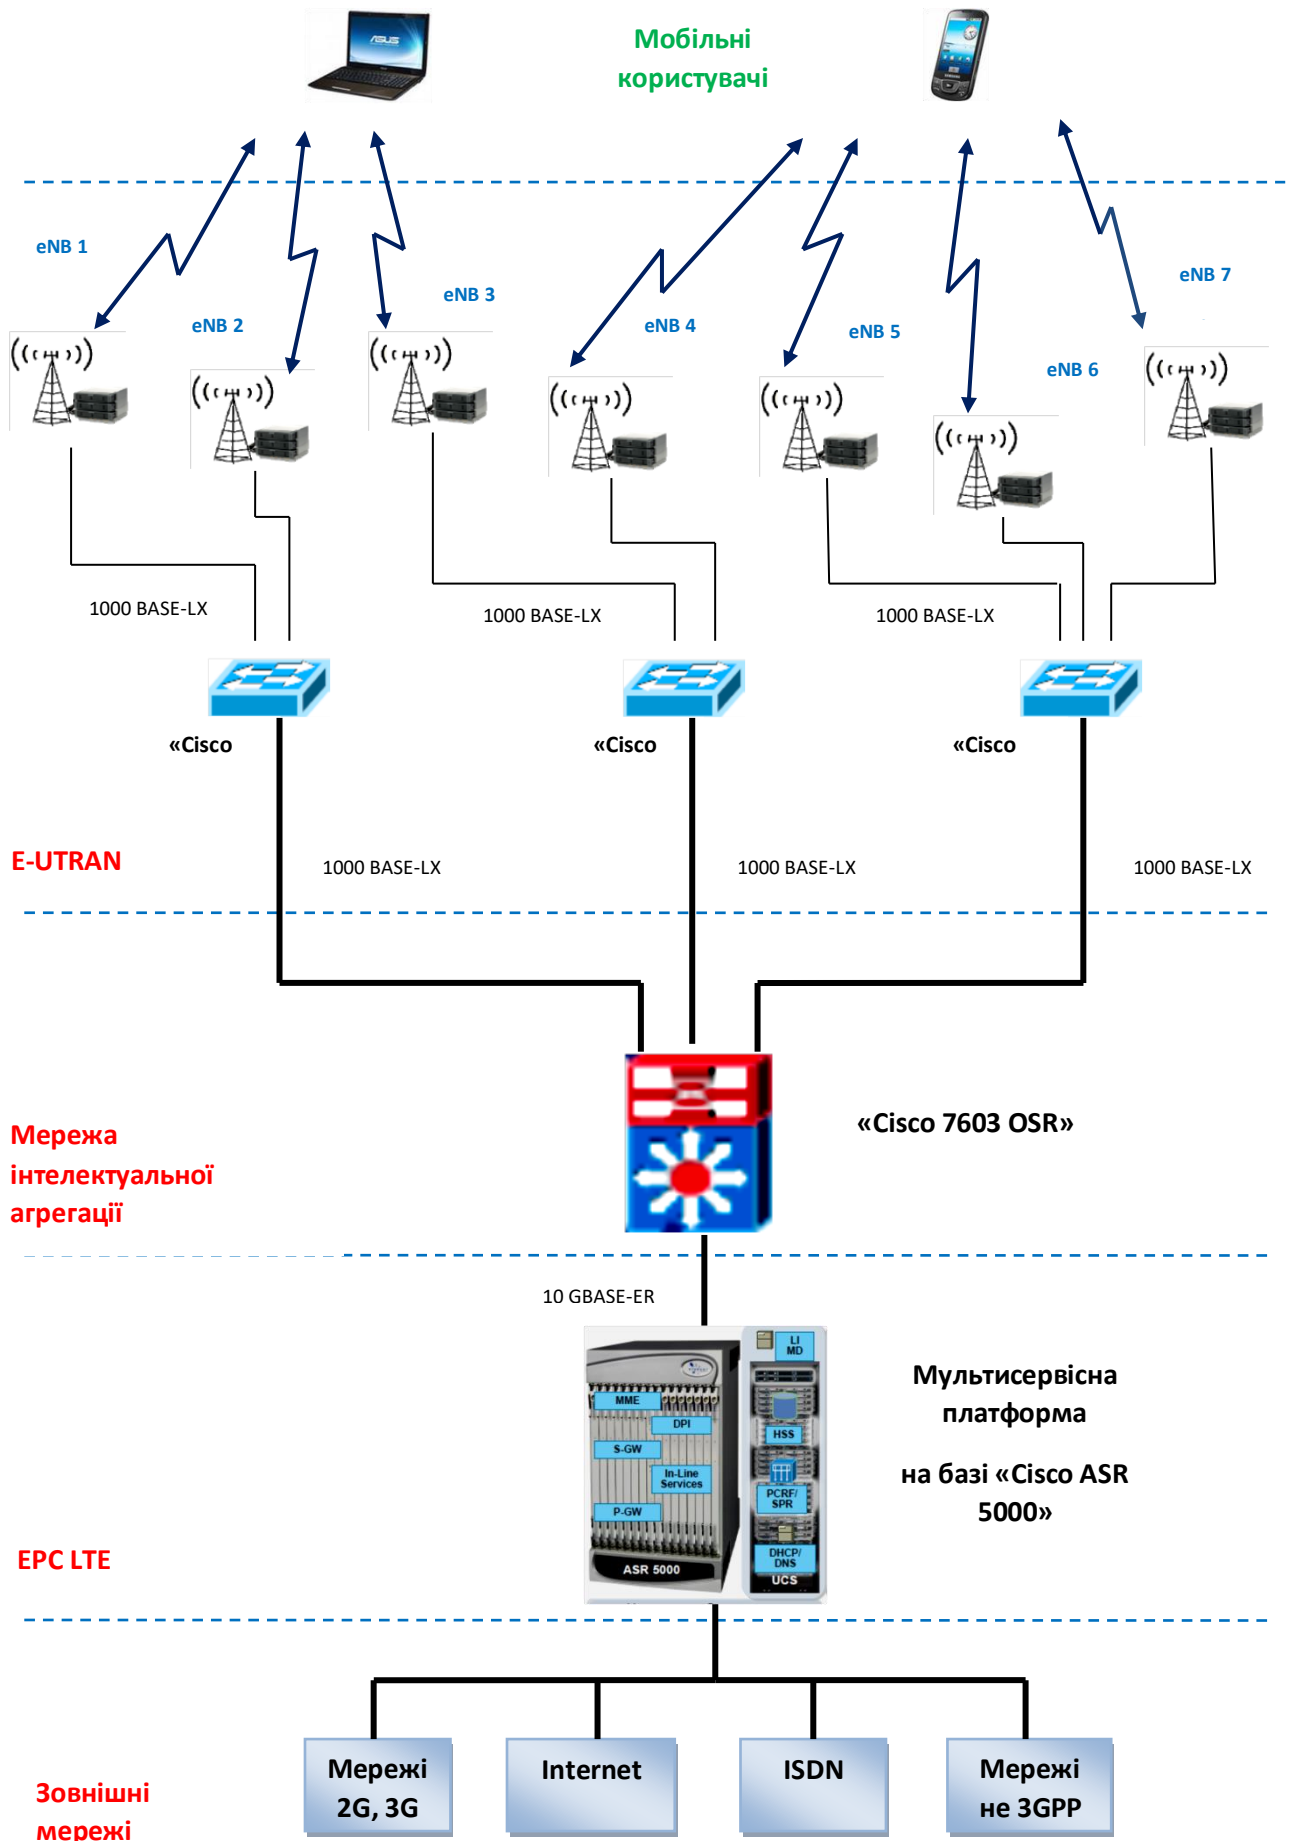 Мобільні
користувачі
ASUS
SAMSUNG
eNB 1
eNB 2
eNB 3
eNB 4
eNB 5
eNB 6
eNB 7
1000 BASE-LX
1000 BASE-LX
1000 BASE-LX
«Cisco
«Cisco
«Cisco
E-UTRAN
1000 BASE-LX
1000 BASE-LX
1000 BASE-LX
«Cisco 7603 OSR»
Мережа
інтелектуальної
агрегації
10 GBASE-ER
LI
MD
MME
DPI
HSS
S-GW
In-Line
Services
PCRF/
SPR
P-GW
DHCP/
DNS
ASR 5000
UCS
Мультисервісна
платформа
на базі «Cisco ASR
5000»
EPC LTE
Мережі
2G, 3G
Internet
ISDN
Мережі
не 3GPP
Зовнішні
мережі